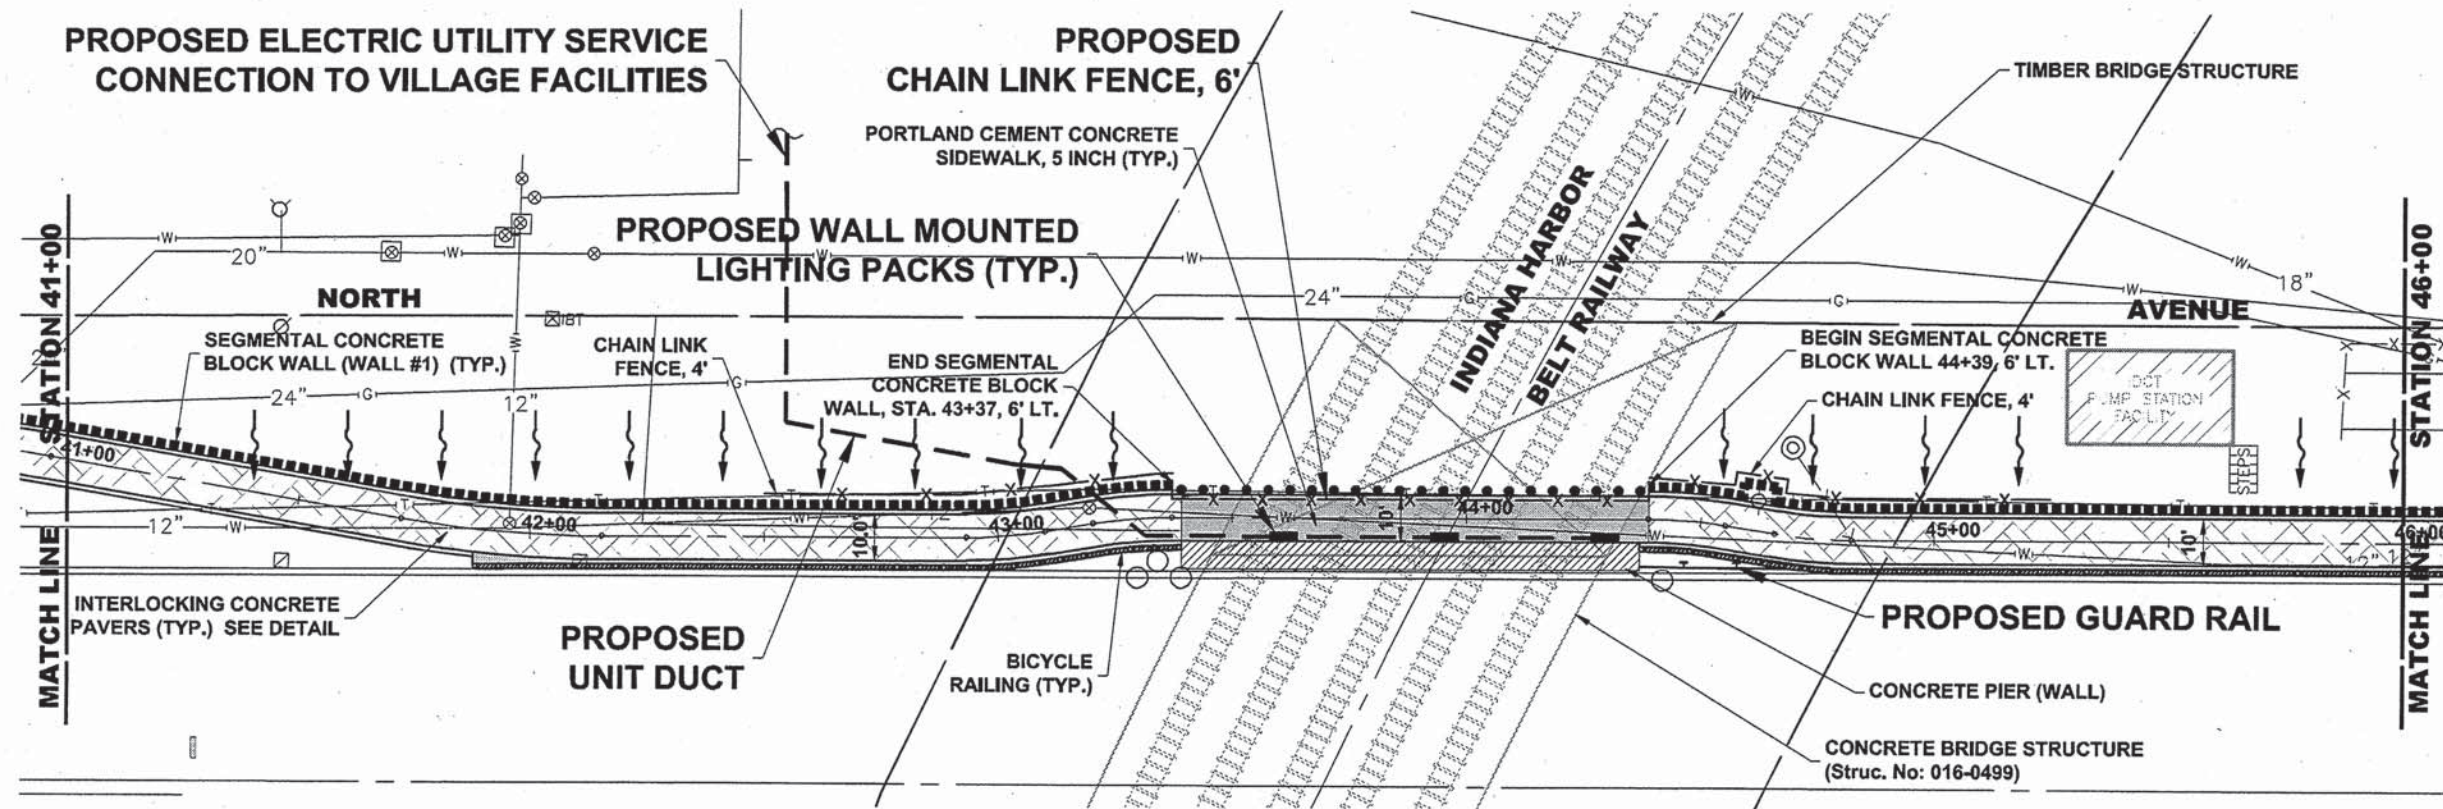 PROPOSED ELECTRIC UTILITY SERVICE
CONNECTION TO VILLAGE FACILITIES
PROPOSED
CHAIN LINK FENCE, 6'
TIMBER BRIDGE STRUCTURE
PORTLAND CEMENT CONCRETE
SIDEWALK, 5 INCH (TYP.)
PROPOSED WALL MOUNTED
LIGHTING PACKS (TYP.)
INDIANA HARBOR
BELT RAILWAY
W
20"
W
W
W
W
W
W
W
18"
24"
G
G
NORTH
AVENUE
IBT
W
SEGMENTAL CONCRETE
BLOCK WALL (WALL #1) (TYP.)
CHAIN LINK
FENCE, 4'
END SEGMENTAL
CONCRETE BLOCK
WALL, STA. 43+37, 6' LT.
BEGIN SEGMENTAL CONCRETE
BLOCK WALL 44+39, 6' LT.
CHAIN LINK FENCE, 4'
PUMP STATION
FACILITY
STEPS
24"
G
G
12"
MATCH LINE STATION 41+00
MATCH LINE STATION 46+00
41+00
42+00
43+00
44+00
45+00
46+00
12"
W
W
W
W
W
10.0'
10'
10'
INTERLOCKING CONCRETE
PAVERS (TYP.) SEE DETAIL
PROPOSED
UNIT DUCT
BICYCLE
RAILING (TYP.)
PROPOSED GUARD RAIL
CONCRETE PIER (WALL)
CONCRETE BRIDGE STRUCTURE
(Struc. No: 016-0499)